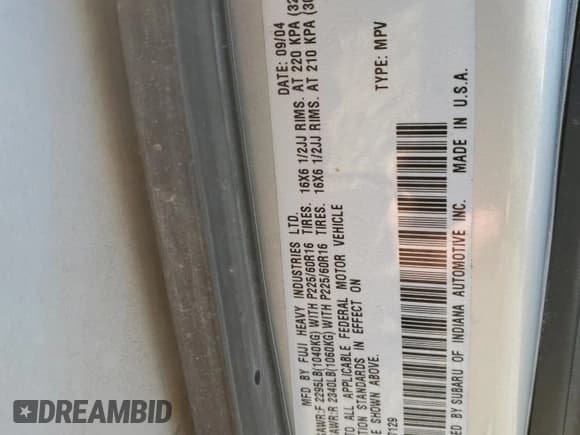 MFD BY FUJI HEAVY INDUSTRIES LTD. DATE: 09/04
GAWR:F 2295LB(1040KG) WITH P225/60R16 TIRES. 16X6 1/2JJ RIMS. AT 220 KPA (32
GAWR:R 2340LB(1060KG) WITH P225/60R16 TIRES. 16X6 1/2JJ RIMS. AT 210 KPA (30
TO ALL APPLICABLE FEDERAL MOTOR VEHICLE
TION STANDARDS IN EFFECT ON
E SHOWN ABOVE. TYPE: MPV
7129
ED BY SUBARU OF INDIANA AUTOMOTIVE INC. MADE IN U.S.A.
DREAMBID